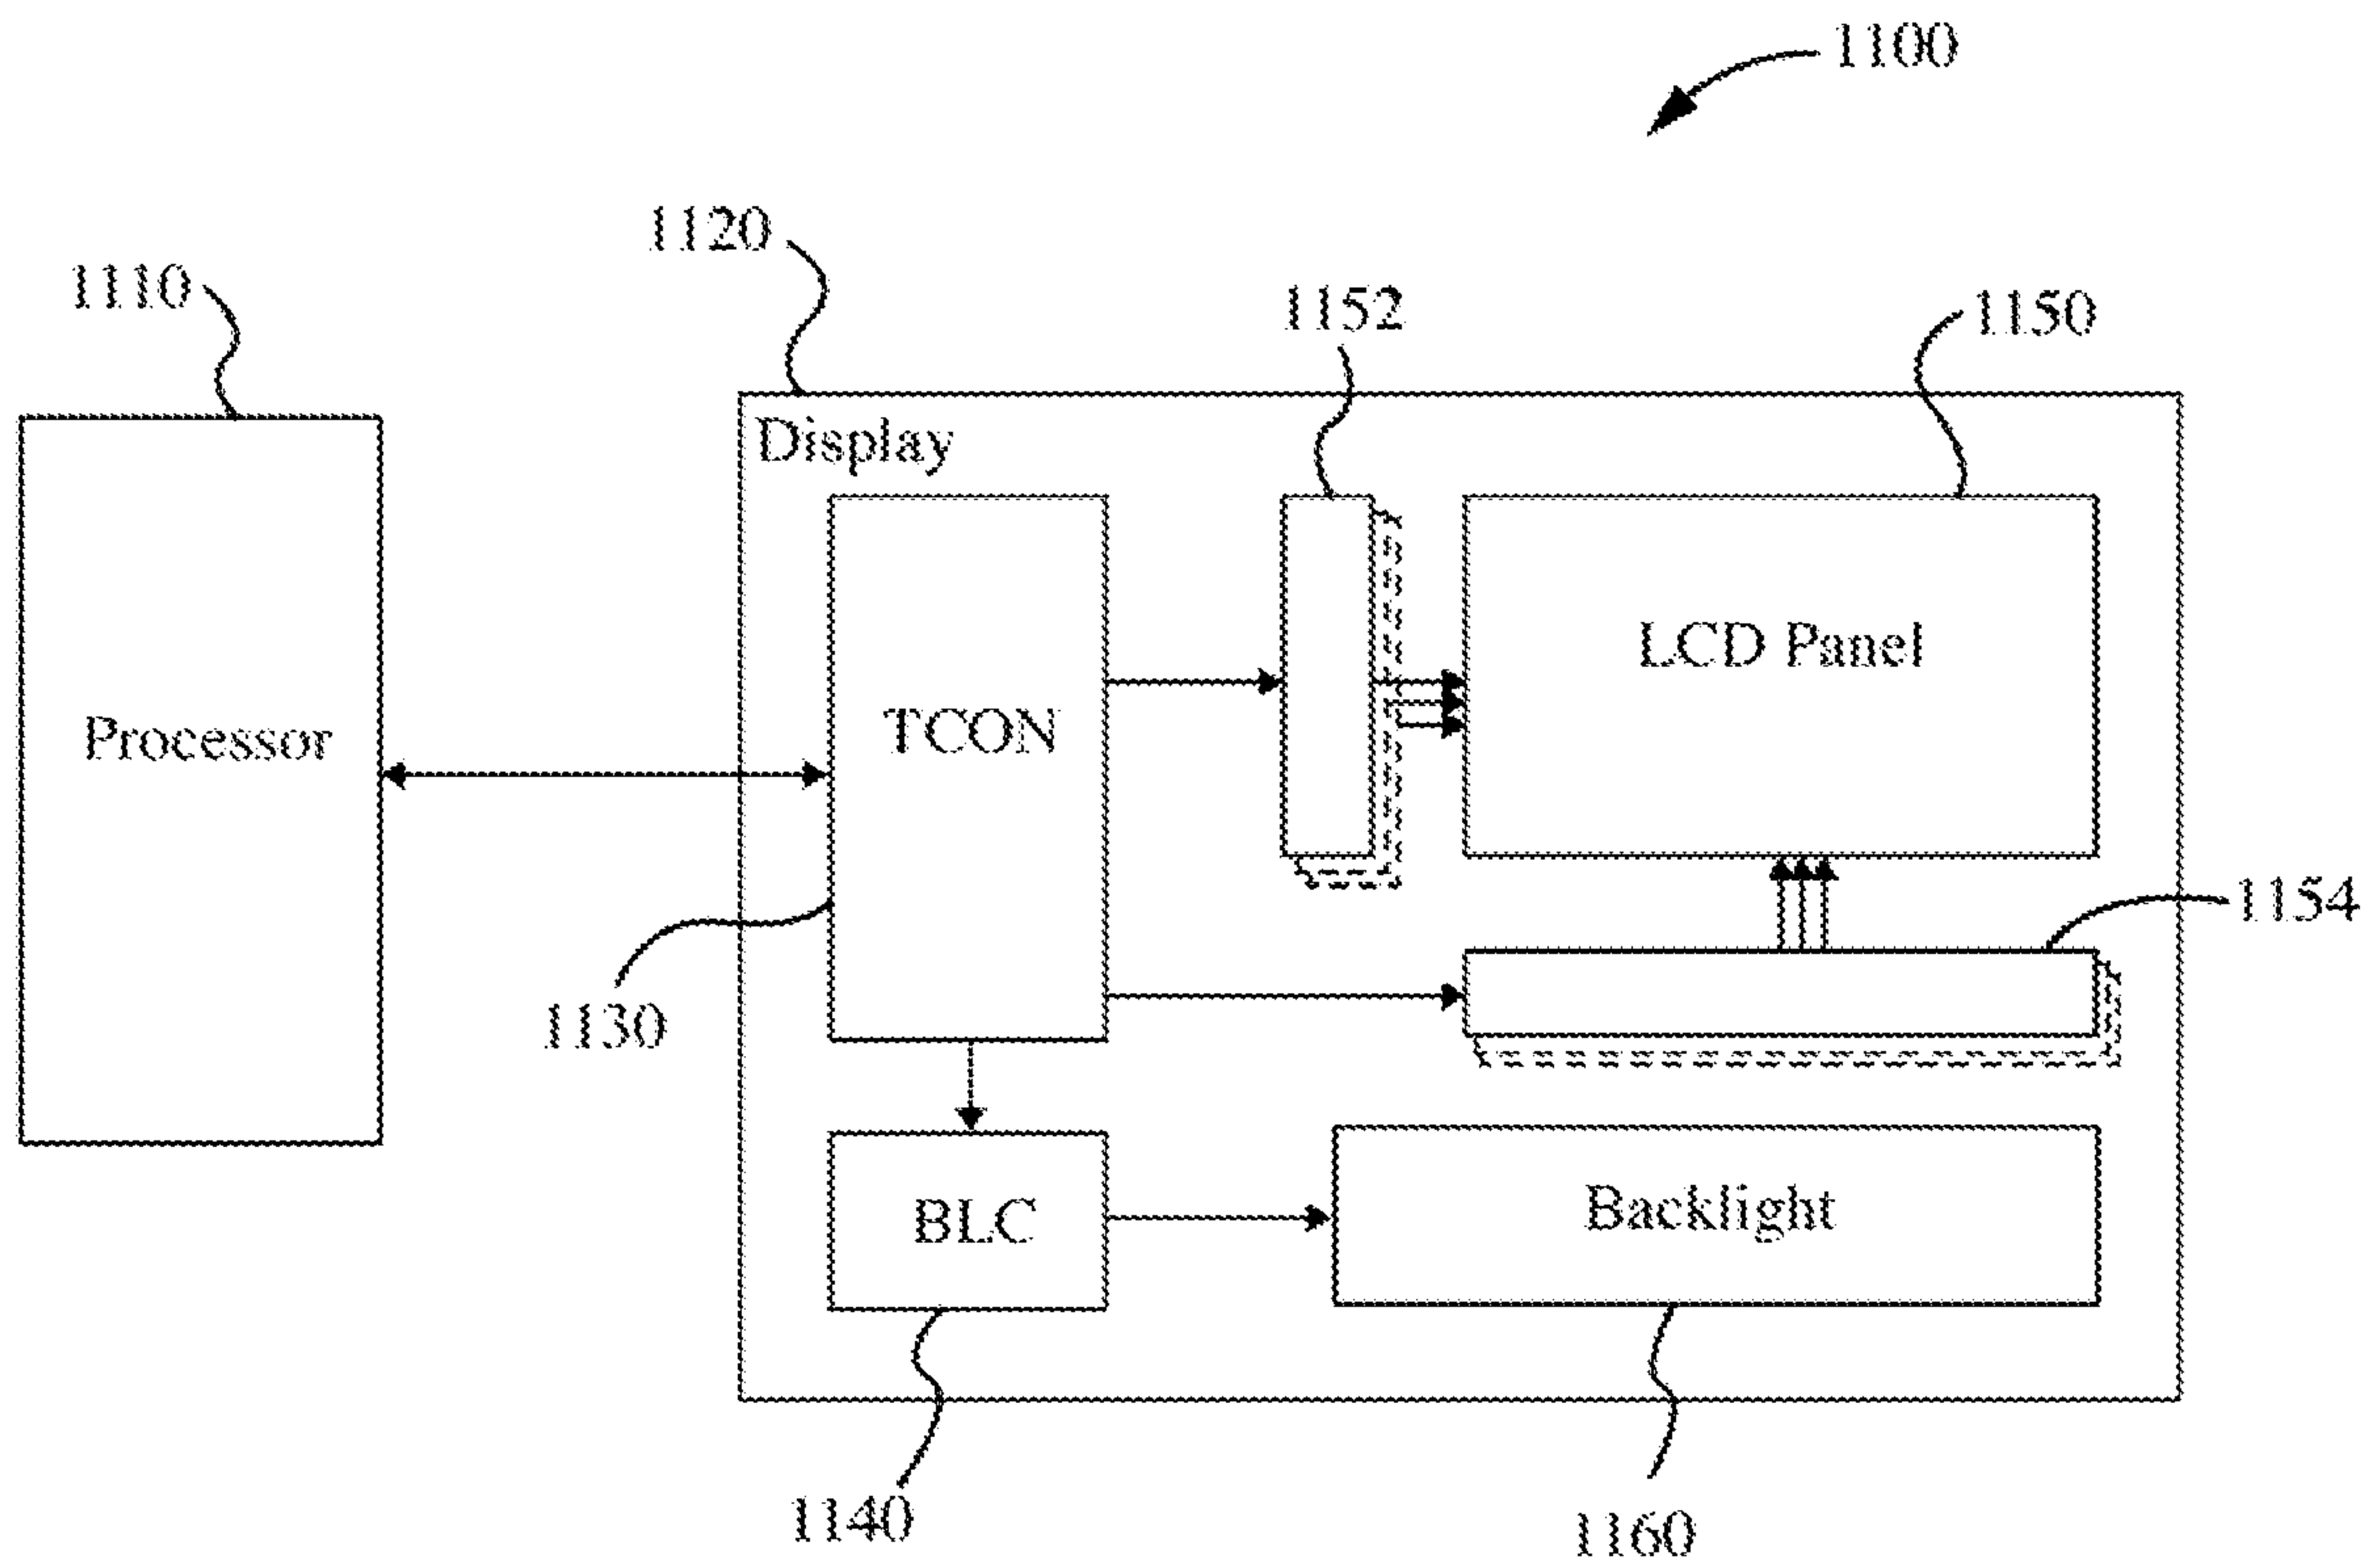 1100
1120
1110
1152
1150
Display
LCD Panel
Processor
TCON
1154
1130
BLC
Backlight
1140
1160